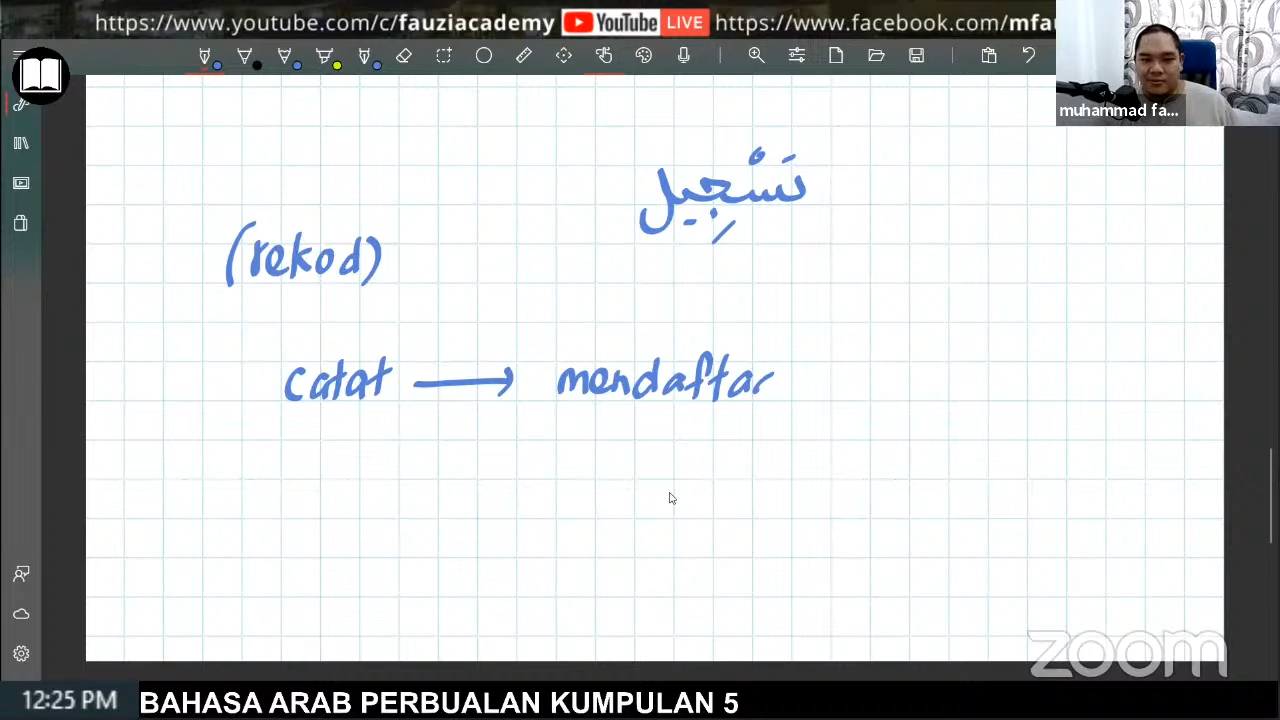 https://www.youtube.com/c/fauziacademy YouTube LIVE https://www.facebook.com/mfau
muhammad fa...
تَسْجِيل
(rekod)
catat → mendaftar
zoom
12:25 PM BAHASA ARAB PERBUALAN KUMPULAN 5